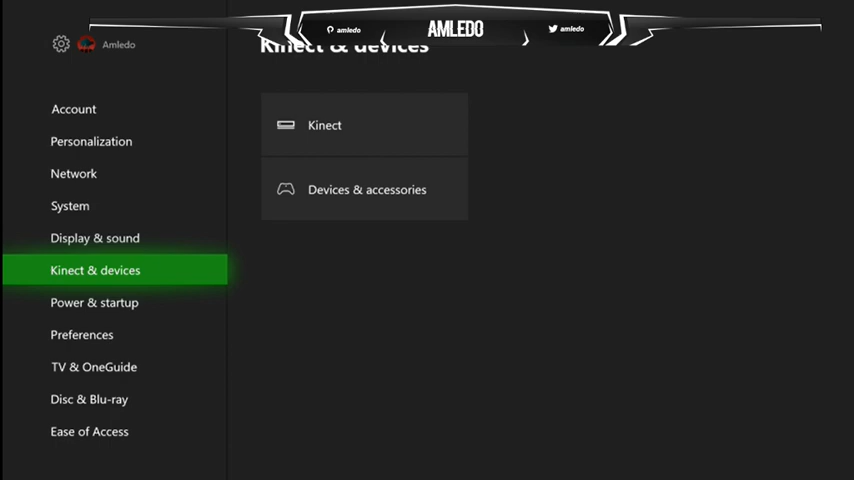 amledo
AMLEDO
amledo
Amledo
Kinect & devices
Account
Personalization
Network
System
Display & sound
Kinect & devices
Power & startup
Preferences
TV & OneGuide
Disc & Blu-ray
Ease of Access
Kinect
Devices & accessories